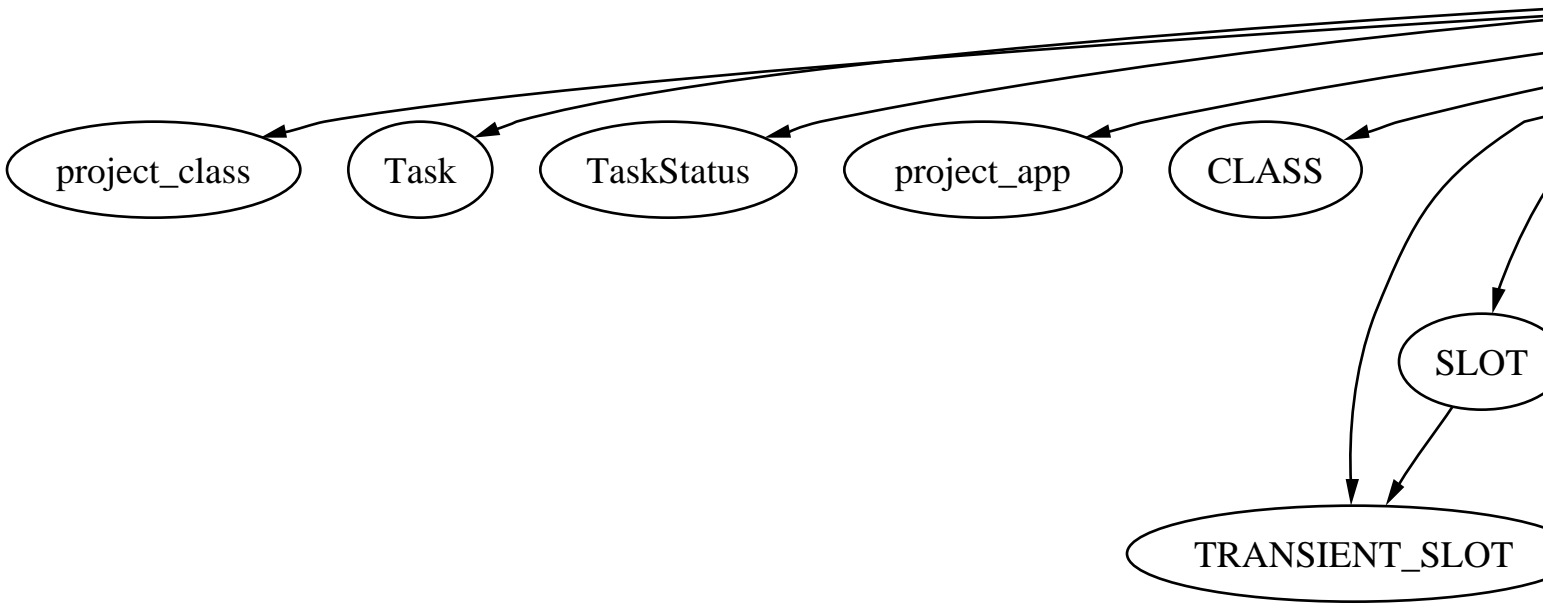 project_class
Task
TaskStatus
project_app
CLASS
SLOT
TRANSIENT_SLOT